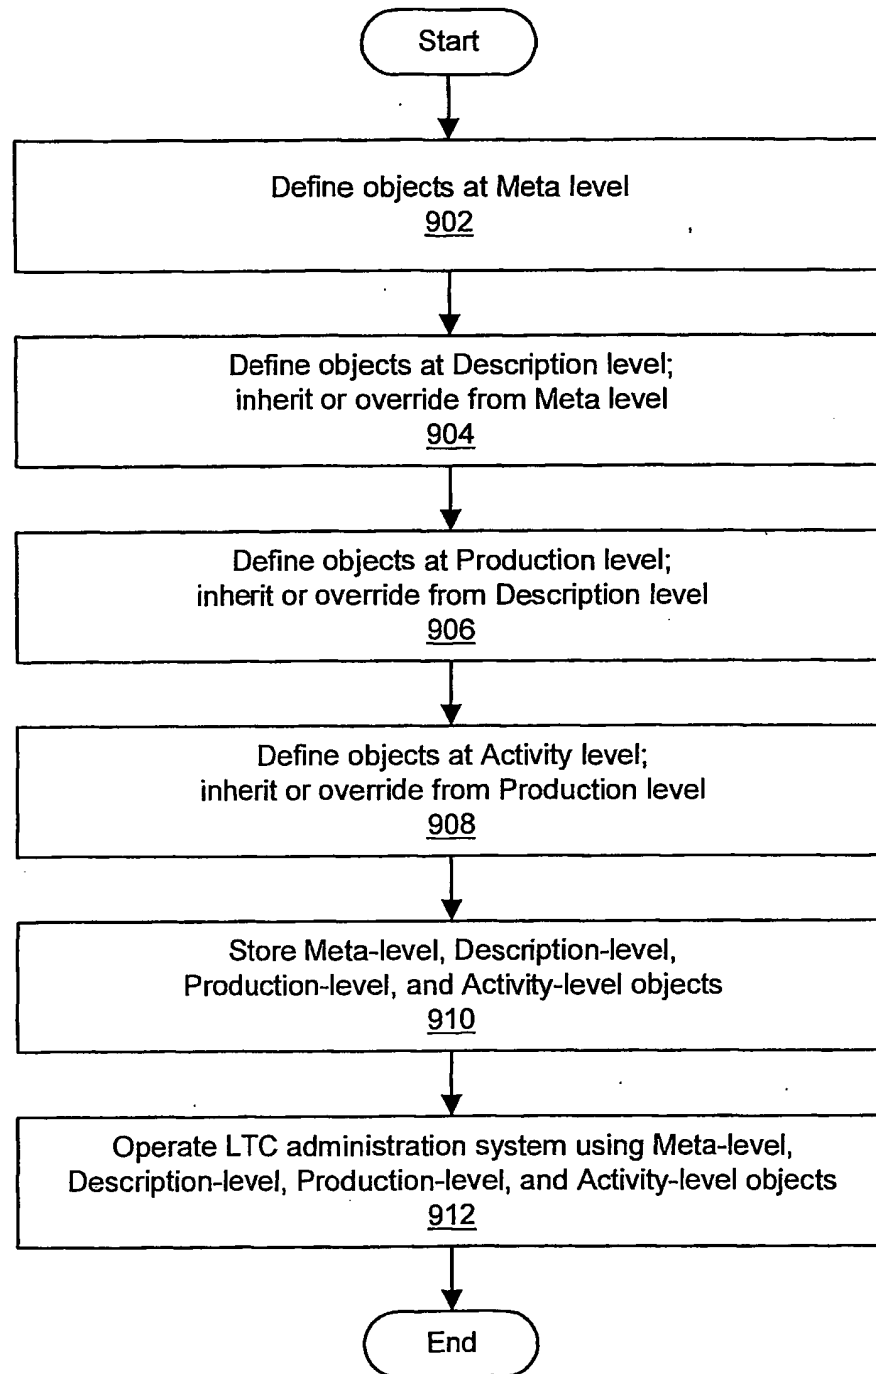 Start
Define objects at Meta level
902
Define objects at Description level;
inherit or override from Meta level
904
Define objects at Production level;
inherit or override from Description level
906
Define objects at Activity level;
inherit or override from Production level
908
Store Meta-level, Description-level,
Production-level, and Activity-level objects
910
Operate LTC administration system using Meta-level,
Description-level, Production-level, and Activity-level objects
912
End